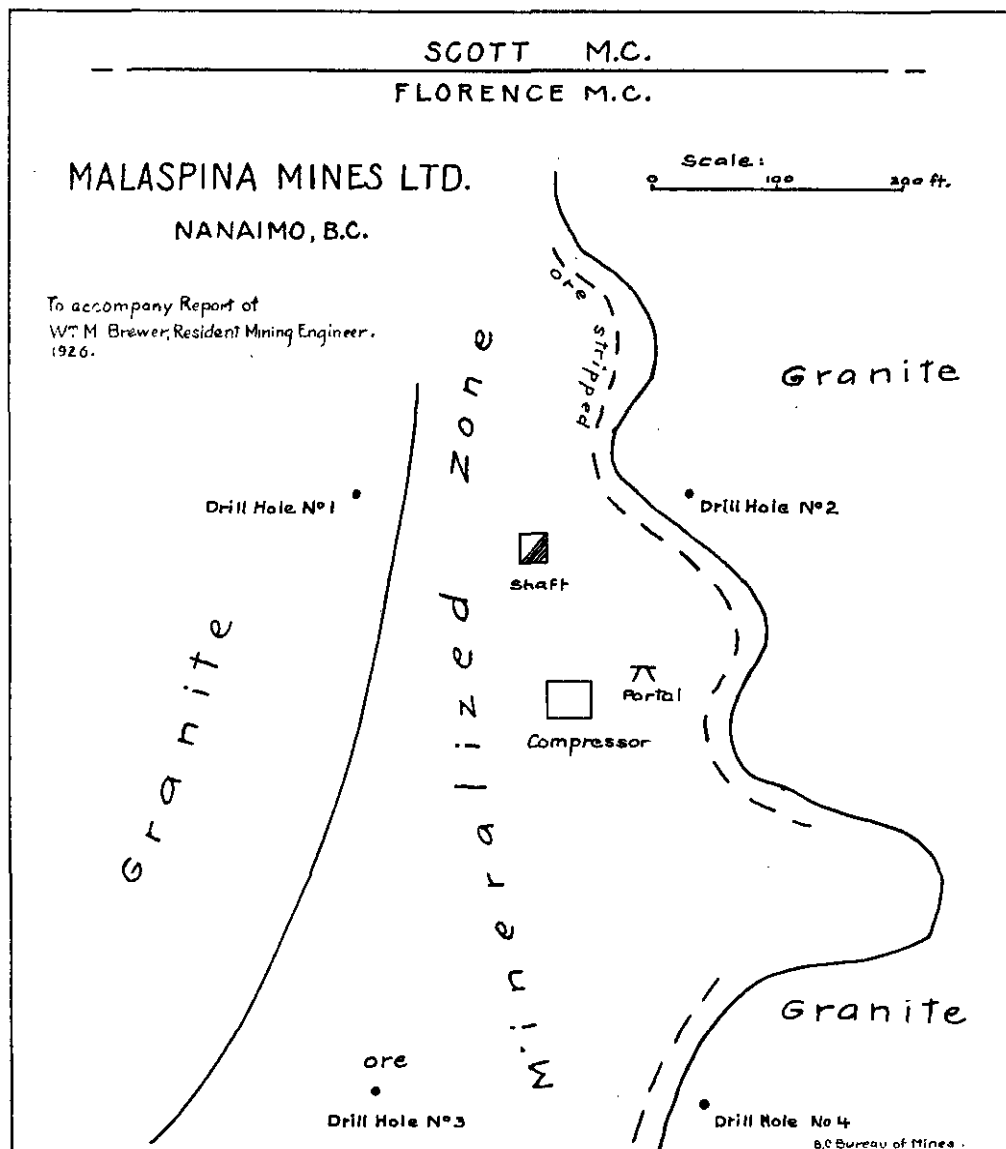 SCOTT M.C.
FLORENCE M.C.
MALASPINA MINES LTD.
NANAIMO, B.C.
Scale:
0 100 200 ft.
To accompany Report of
Wm M Brewer, Resident Mining Engineer.
1926.
ore stripped
Granite
Mineralized Zone
Drill Hole No 1
Drill Hole No 2
Shaft
Portal
Compressor
Granite
Granite
ore
Drill Hole No 3
Drill Hole No 4
B.C Bureau of Mines.